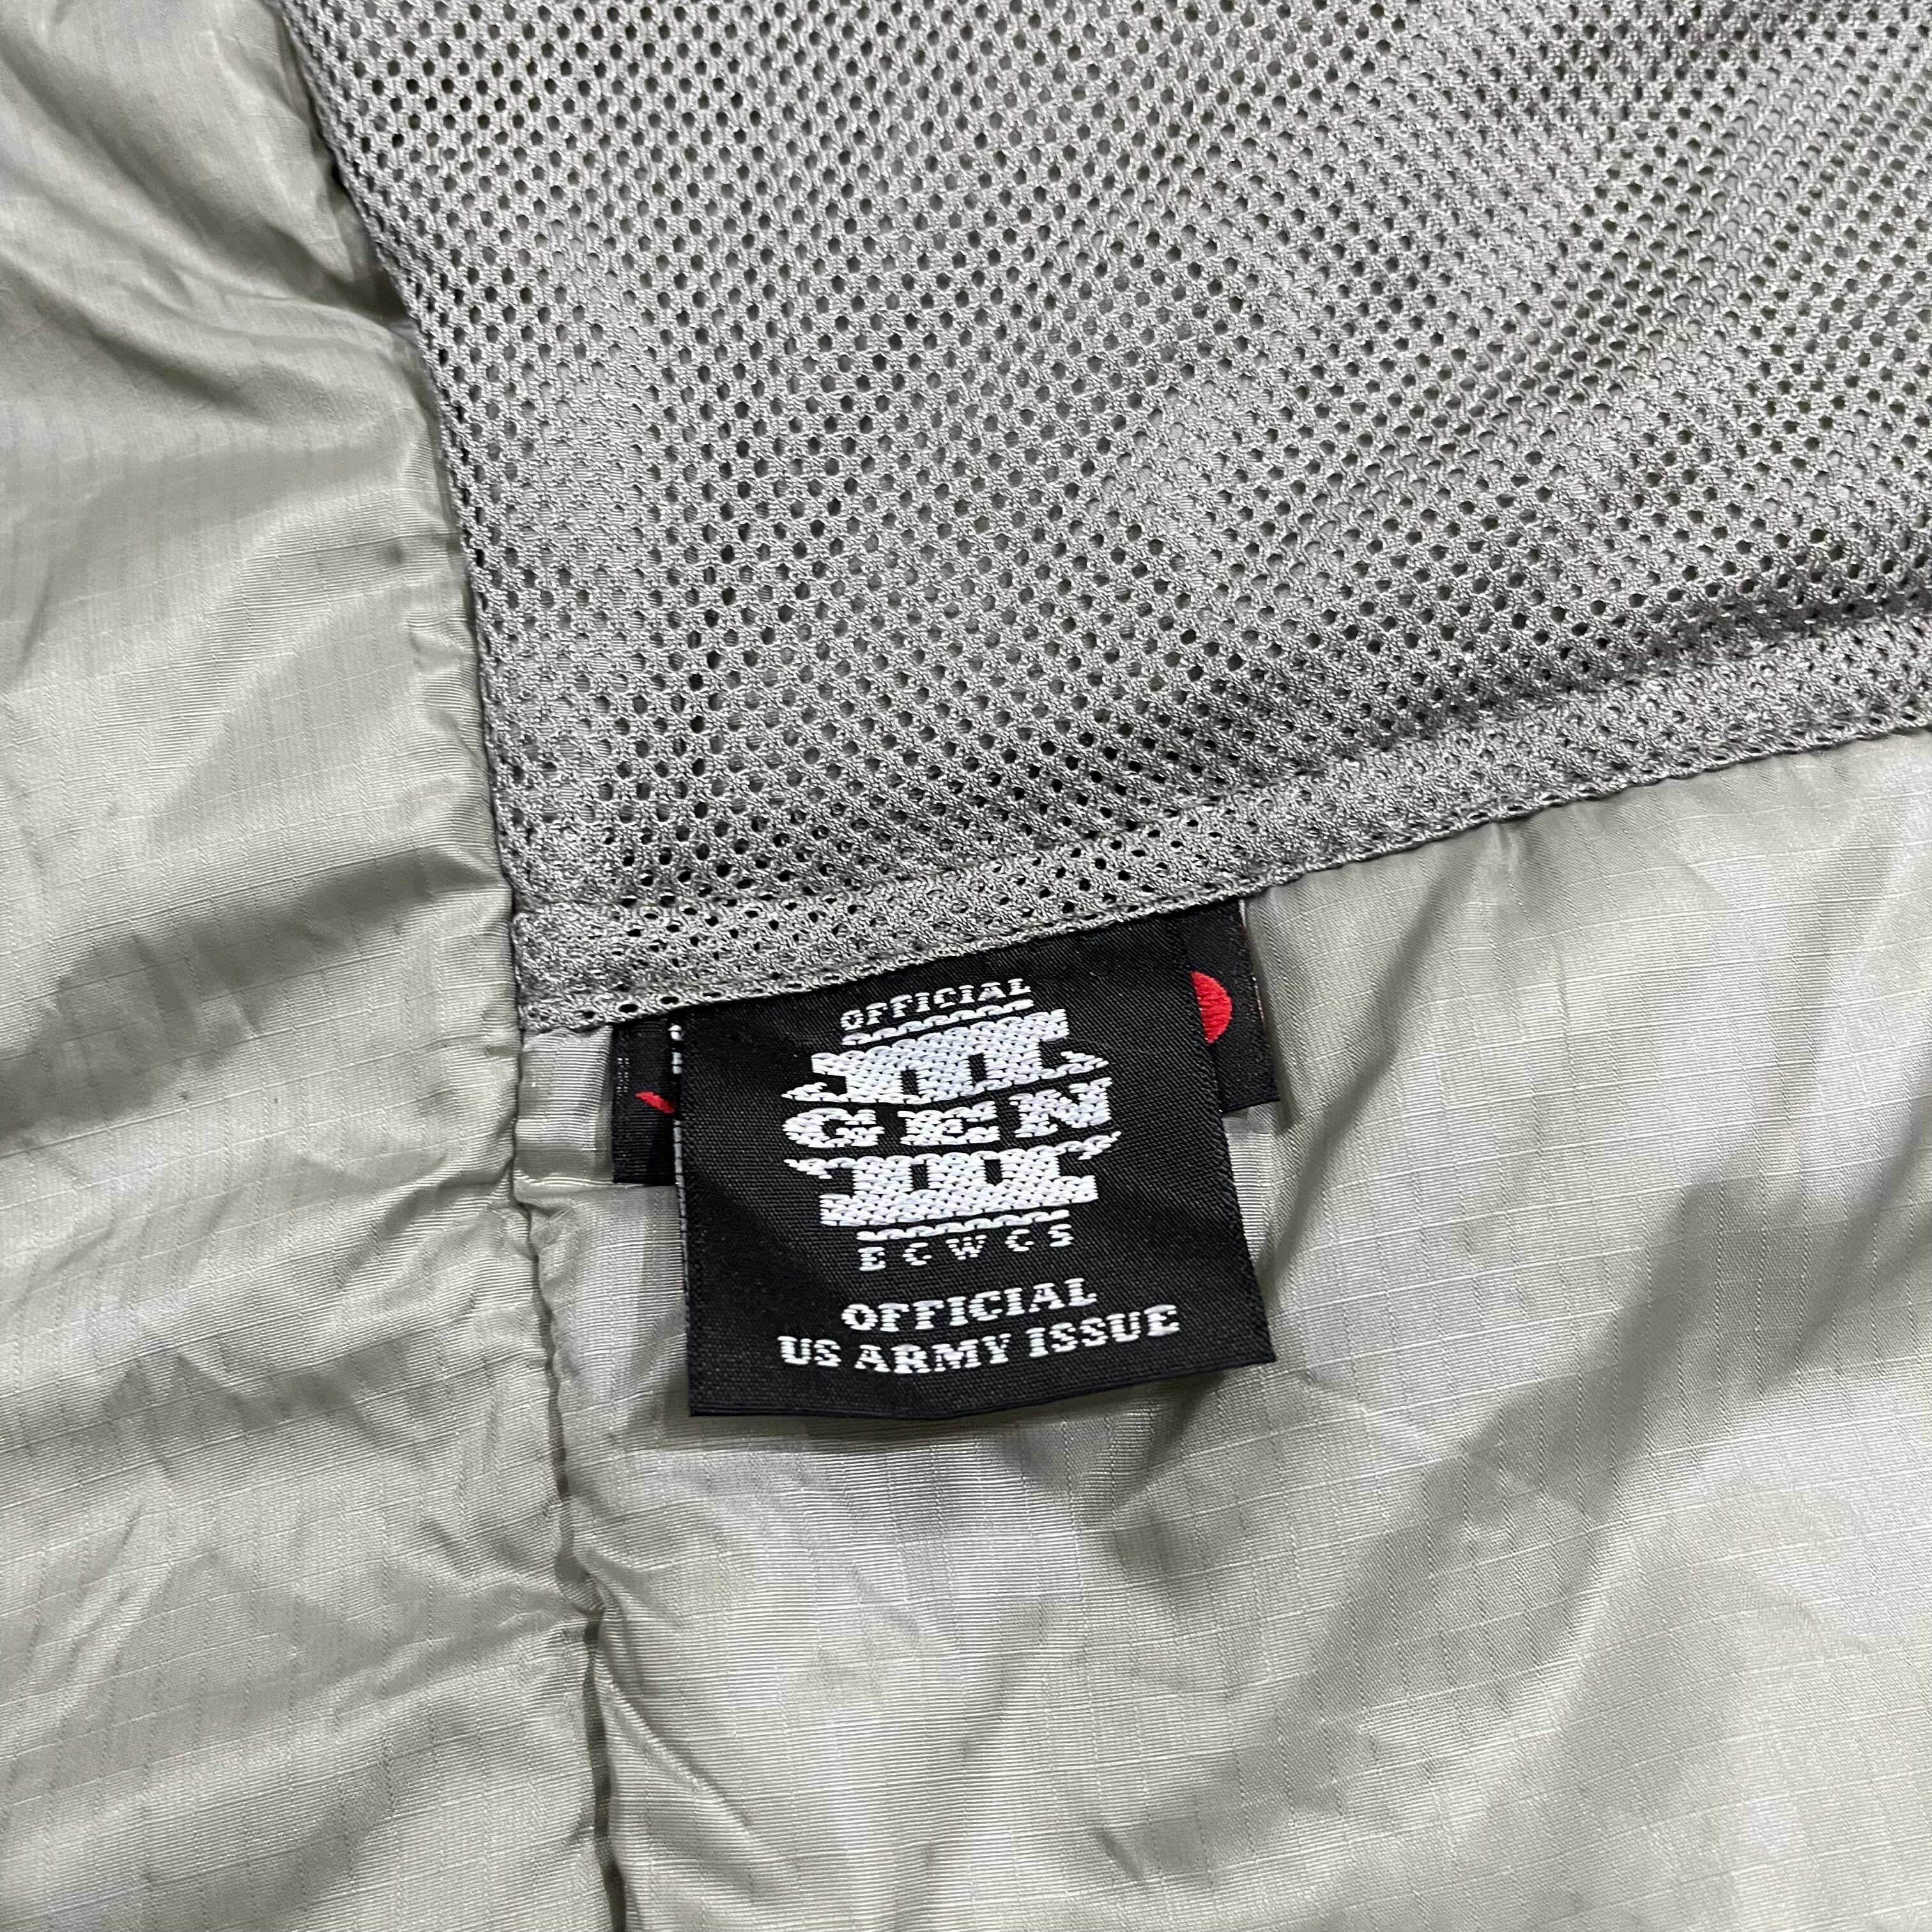 OFFICIAL
III
GEN
III
ECWCS
OFFICIAL
US ARMY ISSUE